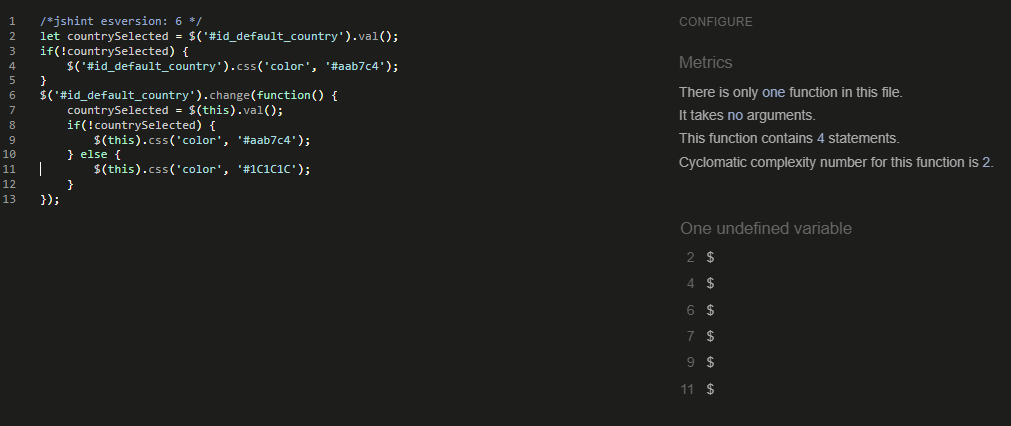 1 /*jshint esversion: 6 */
2 let countrySelected = $('#id_default_country').val();
3 if(!countrySelected) {
4     $('#id_default_country').css('color', '#aab7c4');
5 }
6 $('#id_default_country').change(function() {
7     countrySelected = $(this).val();
8     if(!countrySelected) {
9         $(this).css('color', '#aab7c4');
10     } else {
11         $(this).css('color', '#1C1C1C');
12     }
13 });
CONFIGURE
Metrics
There is only one function in this file.
It takes no arguments.
This function contains 4 statements.
Cyclomatic complexity number for this function is 2.
One undefined variable
2 $
4 $
6 $
7 $
9 $
11 $